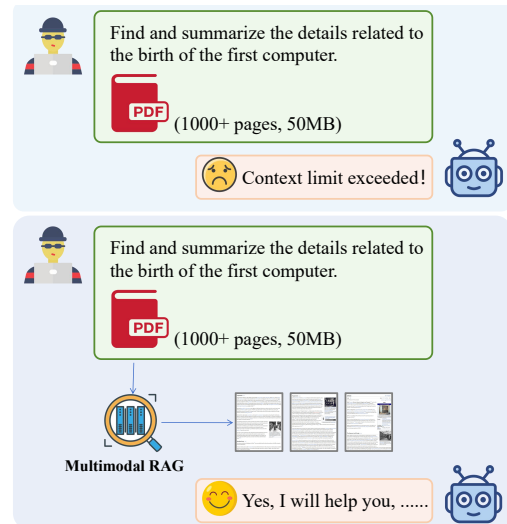 Find and summarize the details related to
the birth of the first computer.
PDF
(1000+ pages, 50MB)
Context limit exceeded!
Find and summarize the details related to
the birth of the first computer.
PDF
(1000+ pages, 50MB)
Multimodal RAG
Yes, I will help you, ......